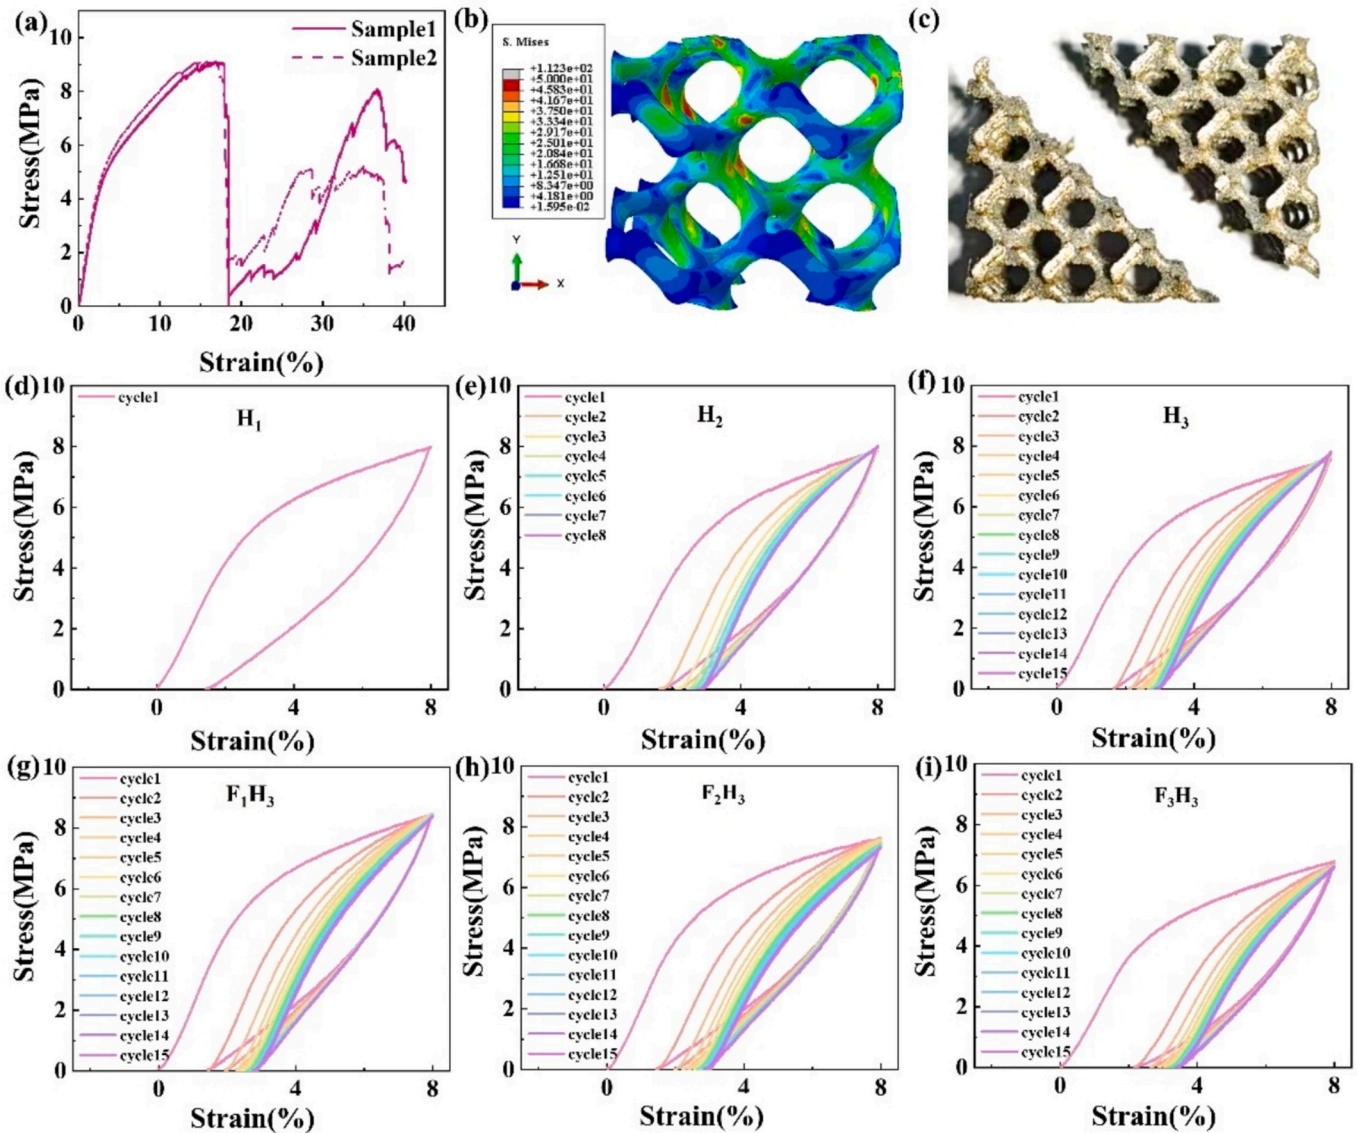 (a)
Stress(MPa)
10
8
6
4
2
0
Sample1
Sample2
0 10 20 30 40
Strain(%)
(b)
S. Mises
+1.123e+02
+5.000e+01
+4.583e+01
+4.167e+01
+3.750e+01
+3.334e+01
+2.917e+01
+2.501e+01
+2.084e+01
+1.668e+01
+1.251e+01
+8.347e+00
+4.181e+00
+1.595e-02
Y
X
(c)
(d)
Stress(MPa)
10
8
6
4
2
0
cycle1
H1
0 4 8
Strain(%)
(e)
Stress(MPa)
10
8
6
4
2
0
cycle1
cycle2
cycle3
cycle4
cycle5
cycle6
cycle7
cycle8
H2
0 4 8
Strain(%)
(f)
Stress(MPa)
10
8
6
4
2
0
cycle1
cycle2
cycle3
cycle4
cycle5
cycle6
cycle7
cycle8
cycle9
cycle10
cycle11
cycle12
cycle13
cycle14
cycle15
H3
0 4 8
Strain(%)
(g)
Stress(MPa)
10
8
6
4
2
0
cycle1
cycle2
cycle3
cycle4
cycle5
cycle6
cycle7
cycle8
cycle9
cycle10
cycle11
cycle12
cycle13
cycle14
cycle15
F1H3
0 4 8
Strain(%)
(h)
Stress(MPa)
10
8
6
4
2
0
cycle1
cycle2
cycle3
cycle4
cycle5
cycle6
cycle7
cycle8
cycle9
cycle10
cycle11
cycle12
cycle13
cycle14
cycle15
F2H3
0 4 8
Strain(%)
(i)
Stress(MPa)
10
8
6
4
2
0
cycle1
cycle2
cycle3
cycle4
cycle5
cycle6
cycle7
cycle8
cycle9
cycle10
cycle11
cycle12
cycle13
cycle14
cycle15
F3H3
0 4 8
Strain(%)